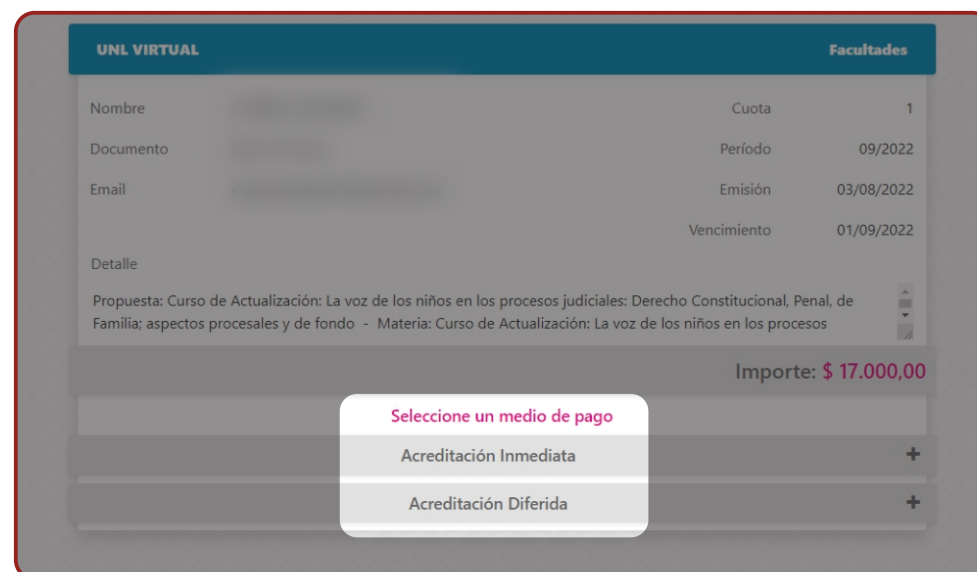 UNL VIRTUAL Facultades
Nombre Cuota 1
Documento Período 09/2022
Email Emisión 03/08/2022
Vencimiento 01/09/2022
Detalle
Propuesta: Curso de Actualización: La voz de los niños en los procesos judiciales: Derecho Constitucional, Penal, de
Familia; aspectos procesales y de fondo - Materia: Curso de Actualización: La voz de los niños en los procesos
Importe: $ 17.000,00
Seleccione un medio de pago
Acreditación Inmediata +
Acreditación Diferida +